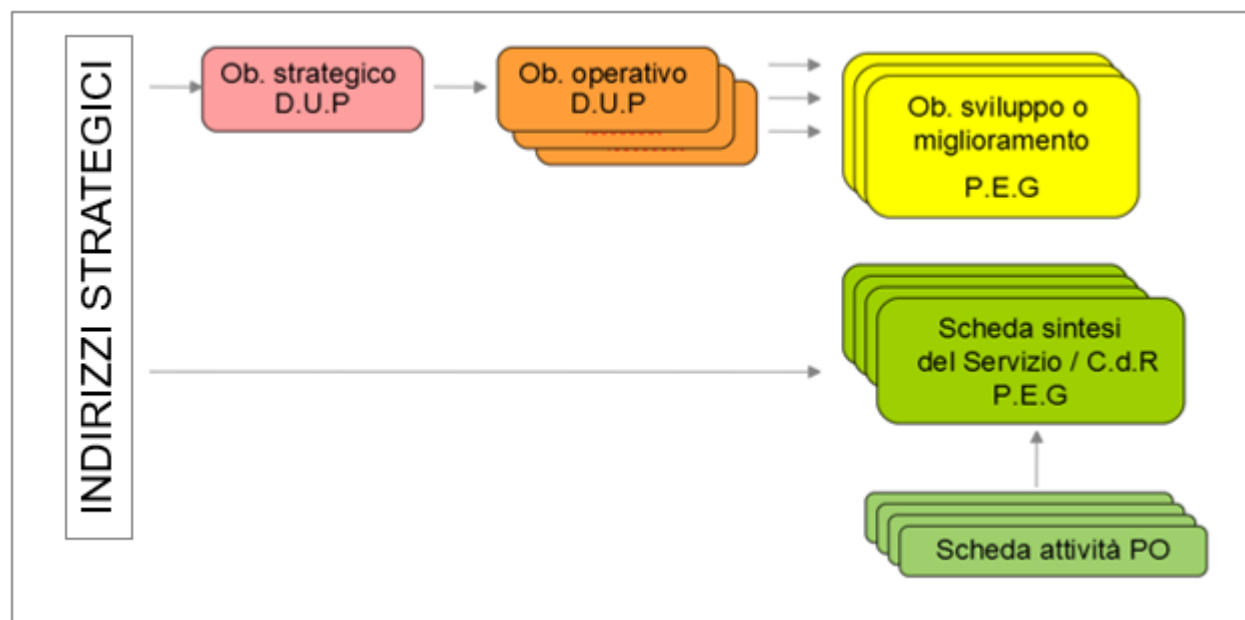 INDIRIZZI STRATEGICI
Ob. strategico
D.U.P
Ob. operativo
D.U.P
Ob. sviluppo o
miglioramento
P.E.G
Scheda sintesi
del Servizio / C.d.R
P.E.G
Scheda attività PO